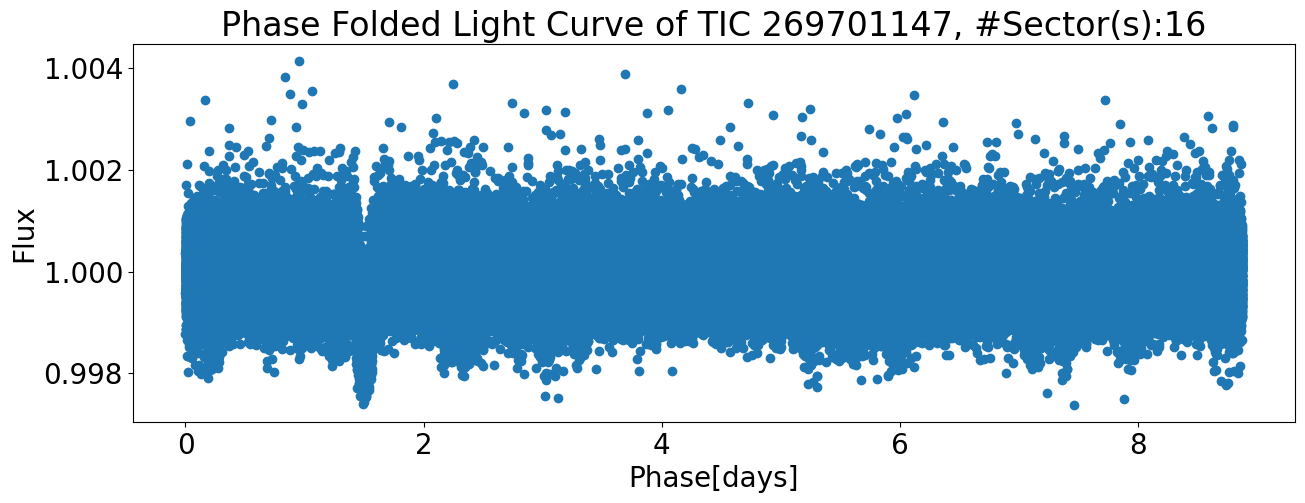 Phase Folded Light Curve of TIC 269701147, #Sector(s):16
1.004
1.002
1.000
0.998
Flux
0 2 4 6 8
Phase[days]